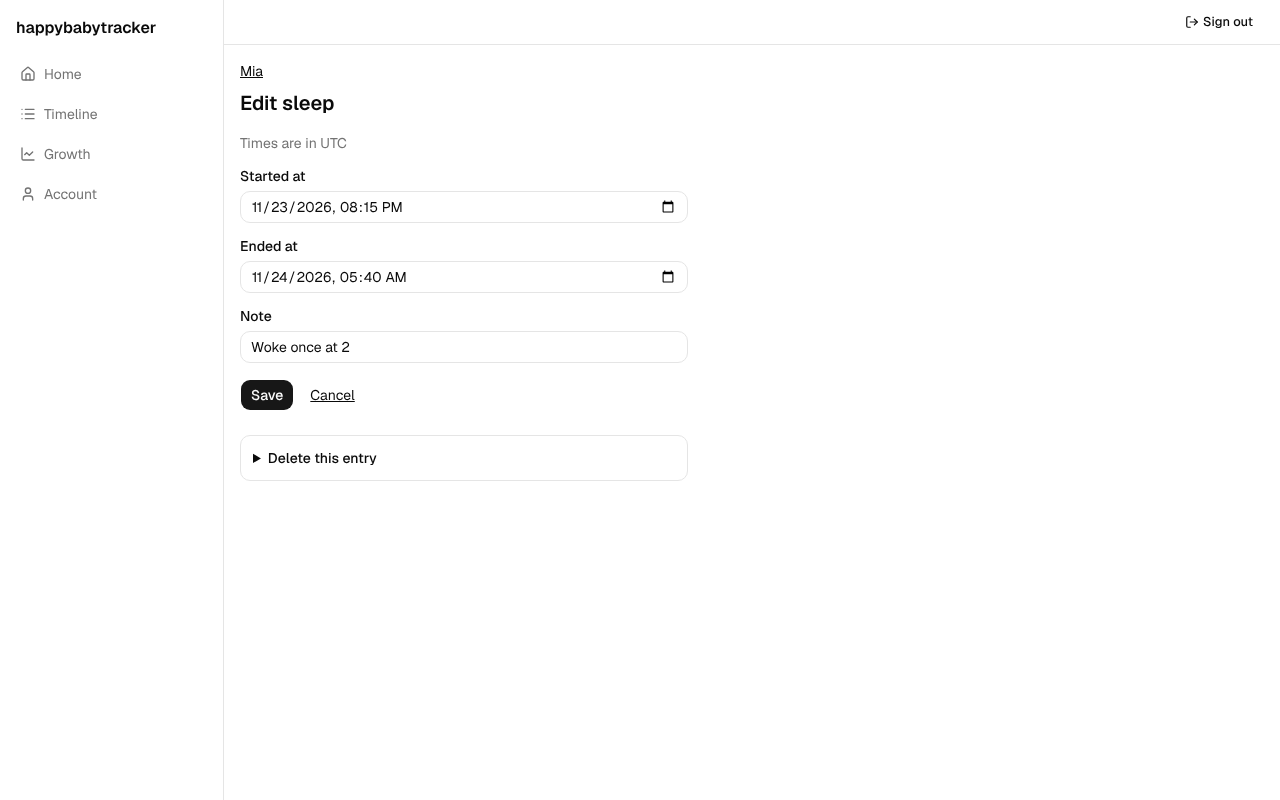 happybabytracker
Home
Timeline
Growth
Account
Sign out
Mia
Edit sleep
Times are in UTC
Started at
11/23/2026, 08:15 PM
Ended at
11/24/2026, 05:40 AM
Note
Woke once at 2
Save
Cancel
Delete this entry